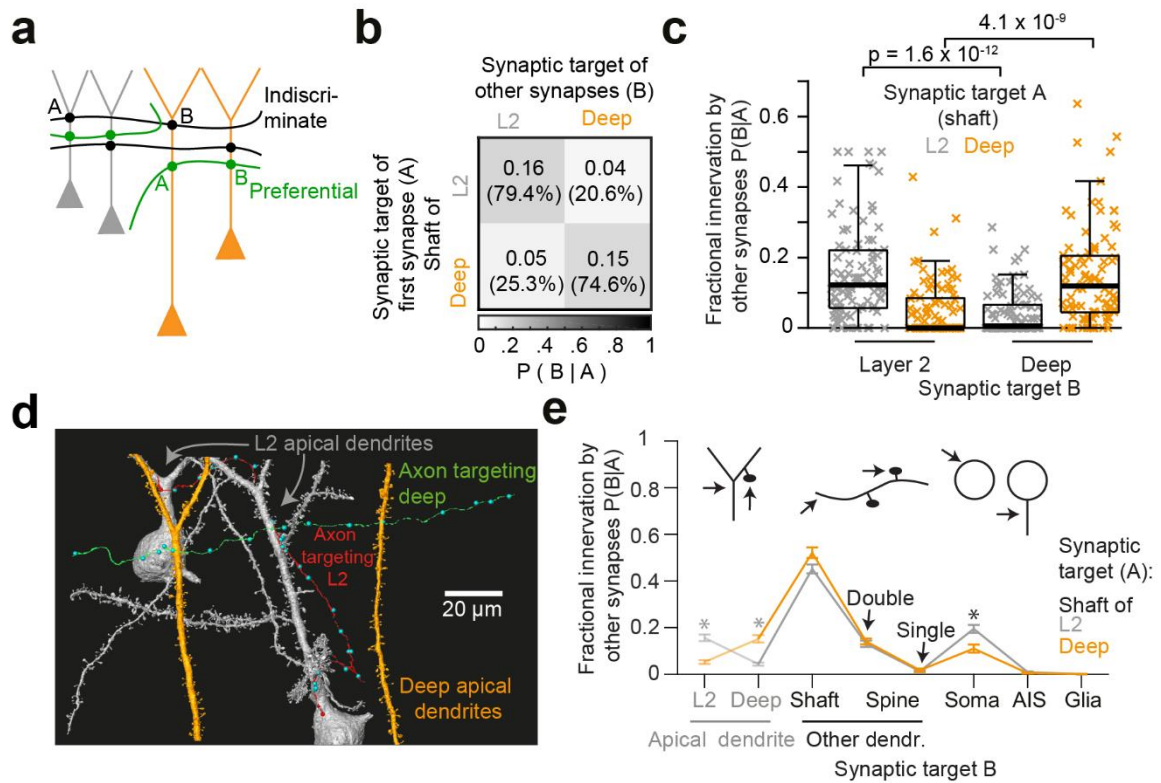 a
A
B
Indiscri-
minate
A
B
Preferential
b
Synaptic target of
other synapses (B)
L2 Deep
Synaptic target of
first synapse (A)
Shaft of
L2
Deep
0.16
(79.4%)
0.04
(20.6%)
0.05
(25.3%)
0.15
(74.6%)
0 .2 .4 .6 .8 1
P ( B | A )
c
4.1 x 10⁻⁹
p = 1.6 x 10⁻¹²
Synaptic target A
(shaft)
L2 Deep
Fractional innervation by
other synapses P(B|A)
0.6
0.4
0.2
0
Layer 2 Deep
Synaptic target B
d
L2 apical dendrites
Axon targeting
deep
Axon
targeting
L2
20 µm
Deep apical
dendrites
e
Fractional innervation by
other synapses P(B|A)
1
0.8
0.6
0.4
0.2
0
* * *
Double
Single
Synaptic
target (A):
Shaft of
L2
Deep
L2 Deep Shaft Spine Soma AIS Glia
Apical dendrite Other dendr.
Synaptic target B